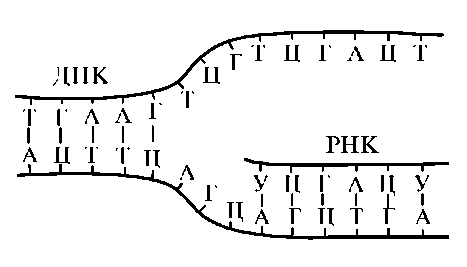 ДНК
Т Г А А Г Т Ц Г Т Ц Г А Ц Т
РНК
У Ц Г А Ц У
А Ц Т Т Ц А Г Ц А Г Ц Т Г А